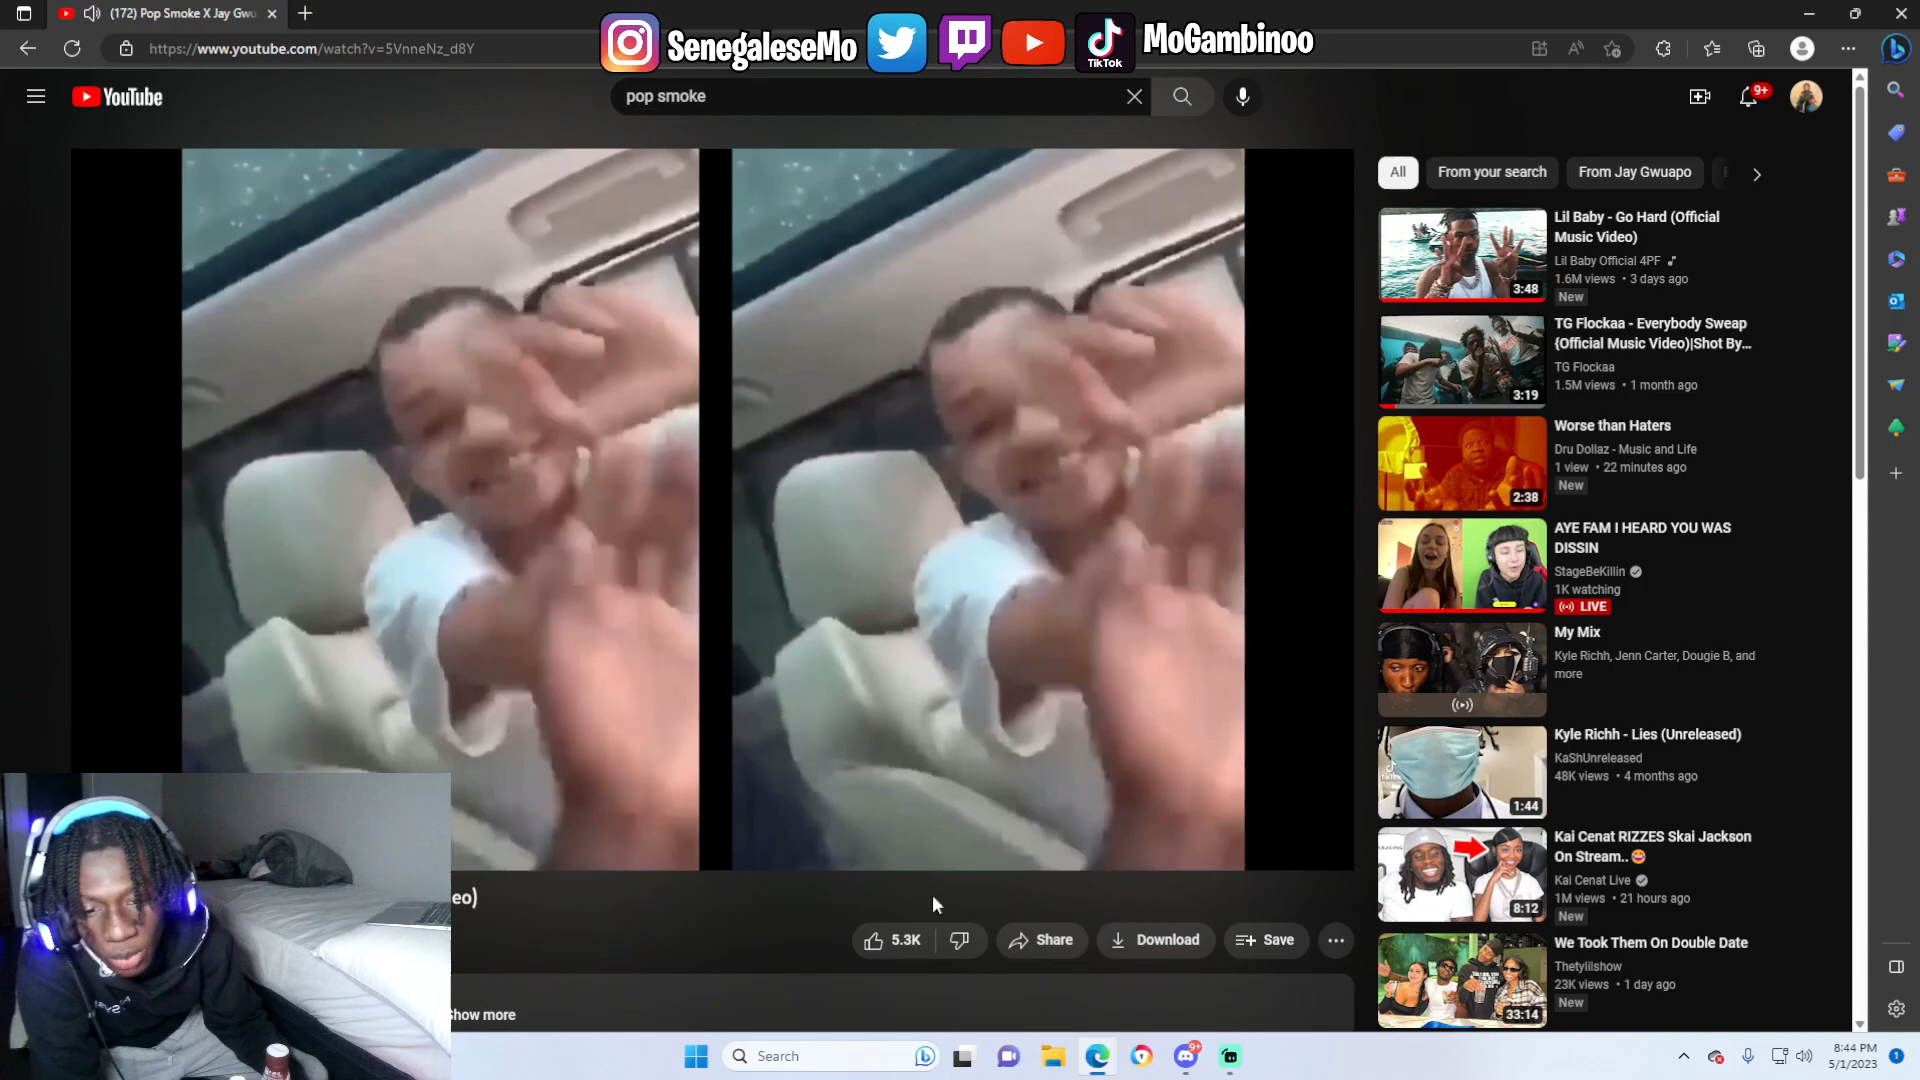 (172) Pop Smoke X Jay Gwu
https://www.youtube.com/watch?v=5VnneNz_d8Y
SenegaleseMo
TikTok
MoGambinoo
YouTube
pop smoke
9+
All
From your search
From Jay Gwuapo
Lil Baby - Go Hard (Official
Music Video)
Lil Baby Official 4PF
1.6M views • 3 days ago
New
3:48
TG Flockaa - Everybody Sweap
{Official Music Video)|Shot By...
TG Flockaa
1.5M views • 1 month ago
3:19
Worse than Haters
Dru Dollaz - Music and Life
1 view • 22 minutes ago
New
2:38
AYE FAM I HEARD YOU WAS
DISSIN
StageBeKillin
1K watching
LIVE
My Mix
Kyle Richh, Jenn Carter, Dougie B, and
more
Kyle Richh - Lies (Unreleased)
KaShUnreleased
48K views • 4 months ago
1:44
Kai Cenat RIZZES Skai Jackson
On Stream..
Kai Cenat Live
1M views • 21 hours ago
New
8:12
We Took Them On Double Date
Thetylilshow
23K views • 1 day ago
New
33:14
eo)
5.3K
Share
Download
Save
Show more
Search
9+
8:44 PM
5/1/2023
1